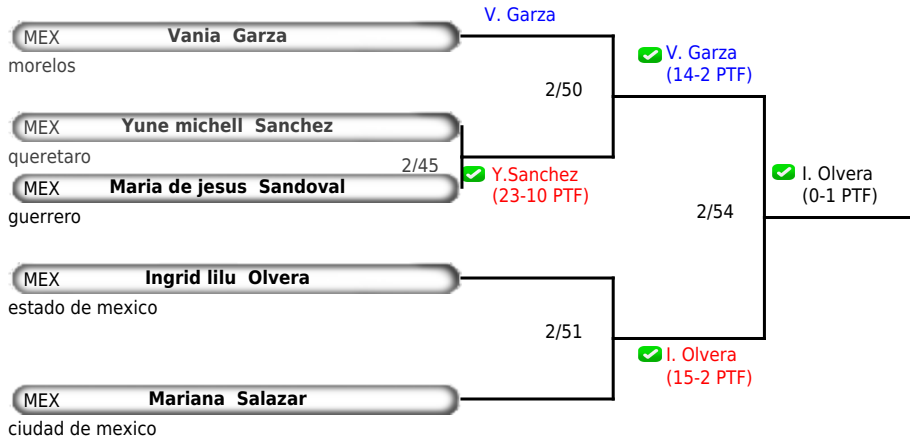 V. Garza
MEX Vania Garza
morelos
V. Garza
(14-2 PTF)
2/50
MEX Yune michell Sanchez
queretaro
2/45
Y.Sanchez
(23-10 PTF)
MEX Maria de jesus Sandoval
guerrero
I. Olvera
(0-1 PTF)
2/54
MEX Ingrid lilu Olvera
estado de mexico
2/51
I. Olvera
(15-2 PTF)
MEX Mariana Salazar
ciudad de mexico